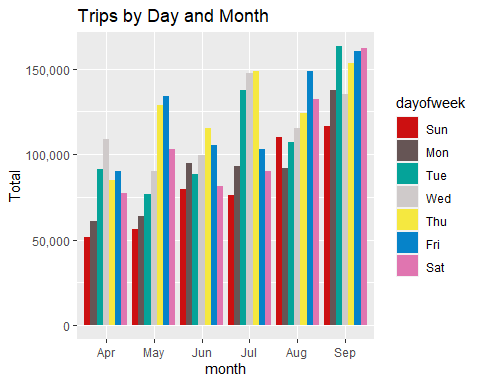 Trips by Day and Month
Total
150,000
100,000
50,000
0
Apr May Jun Jul Aug Sep
month
dayofweek
Sun
Mon
Tue
Wed
Thu
Fri
Sat